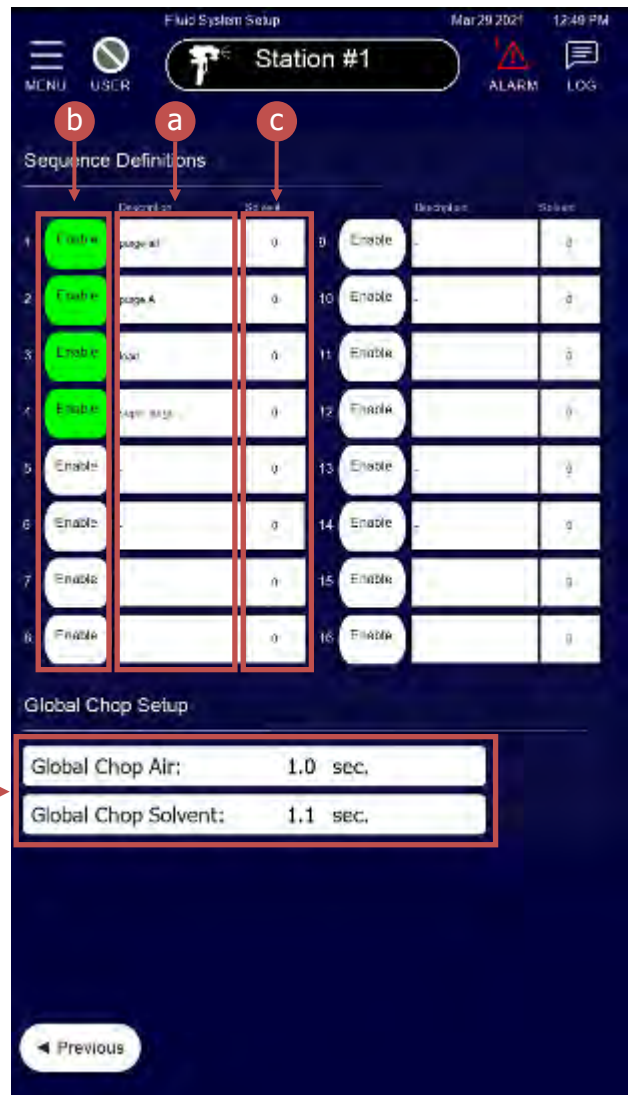 Fluid System Setup Mar 29 2021 12:49 PM
Station #1
MENU USER ALARM LOG
b a c
Sequence Definitions
Description Solvent Description Solvent
1 Enable purge all 0 9 Enable - 0
2 Enable purge A 0 10 Enable - 0
3 Enable load 0 11 Enable - 0
4 Enable 0 12 Enable - 0
5 Enable - 0 13 Enable - 0
6 Enable - 0 14 Enable - 0
7 Enable 0 15 Enable 0
8 Enable 0 16 Enable 0
Global Chop Setup
Global Chop Air: 1.0 sec.
Global Chop Solvent: 1.1 sec.
◄ Previous